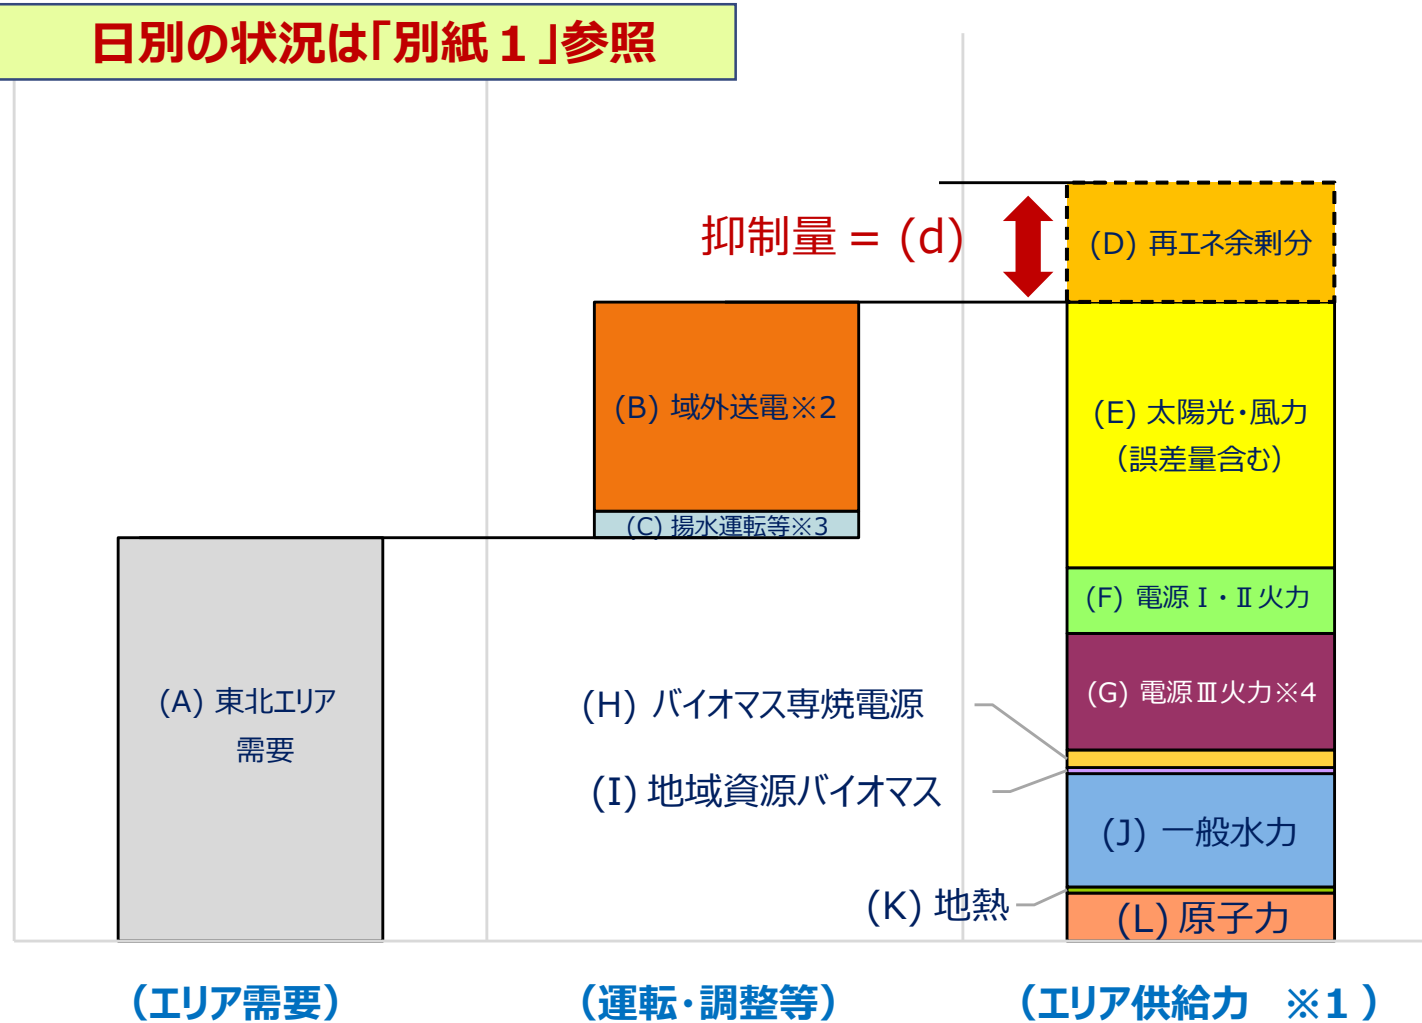 日別の状況は「別紙１」参照
抑制量 = (d)
(D) 再エネ余剰分
(B) 域外送電※2
(C) 揚水運転等※3
(E) 太陽光・風力
（誤差量含む）
(F) 電源Ⅰ・Ⅱ火力
(A) 東北エリア
需要
(G) 電源Ⅲ火力※4
(H) バイオマス専焼電源
(I) 地域資源バイオマス
(J) 一般水力
(K) 地熱
(L) 原子力
（エリア需要）
（運転・調整等）
（エリア供給力　※１）